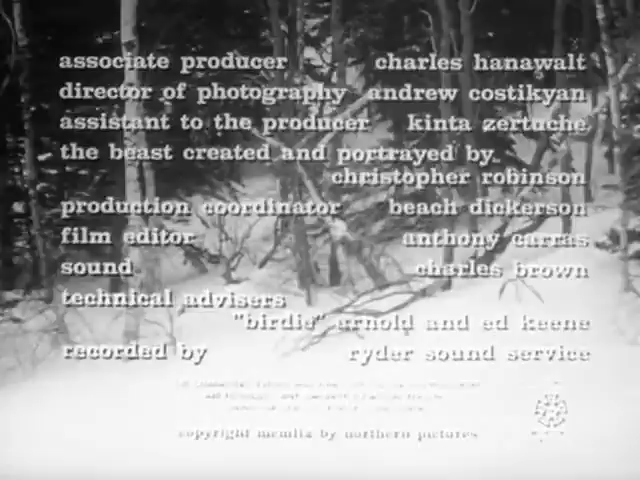 associate producer charles hanawalt
director of photography andrew costikyan
assistant to the producer kinta zertuche
the beast created and portrayed by
christopher robinson
production coordinator beach dickerson
film editor anthony carras
sound charles brown
technical advisers
"birdie" arnold and ed keene
recorded by ryder sound service
copyright mcmlix by northern pictures